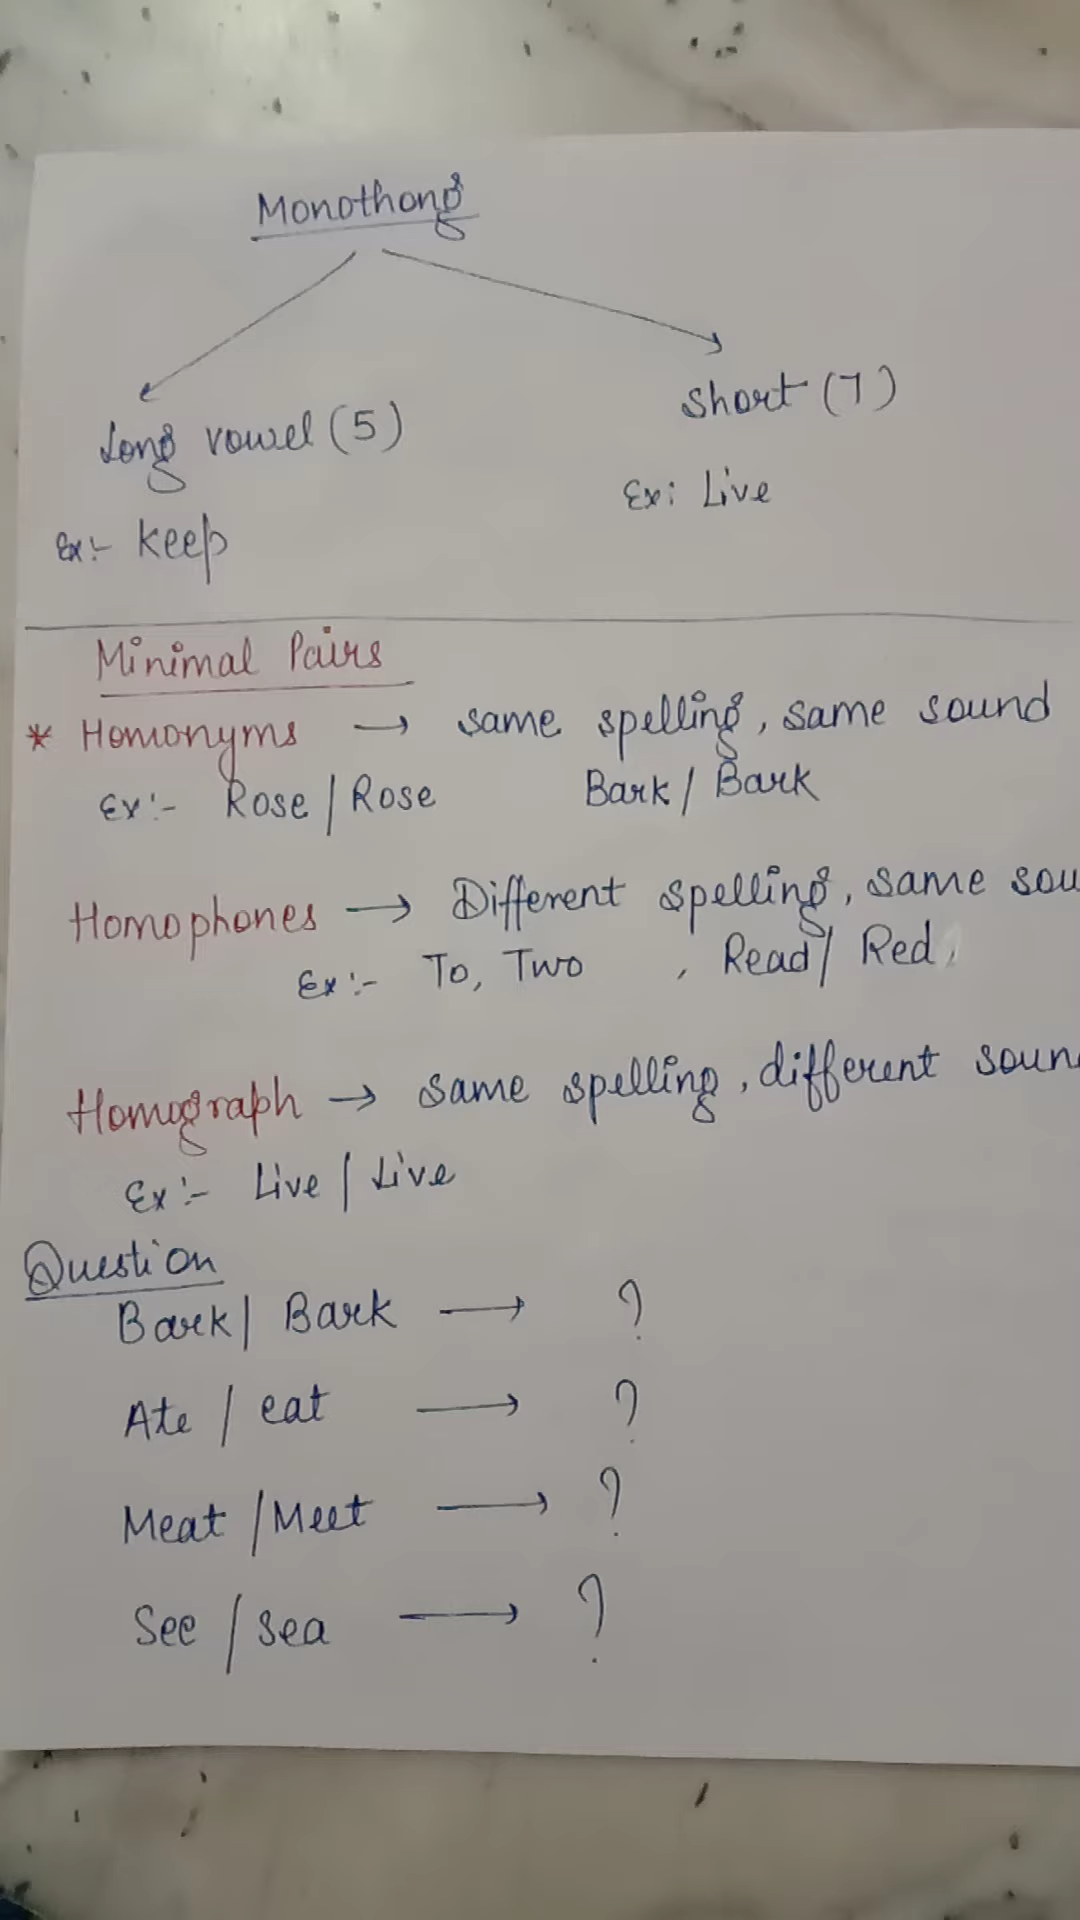 Monothong
Long vowel (5)
Short (7)
Ex:- Keep
Ex: Live
Minimal Pairs
* Homonyms → same spelling, same sound
Ex:- Rose / Rose Bark / Bark
Homophones → Different spelling, same sou
Ex:- To, Two , Read / Red,
Homograph → same spelling, different soun
Ex:- Live / Live
Question
Bark / Bark → ?
Ate / eat → ?
Meat / Meet → ?
See / sea → ?